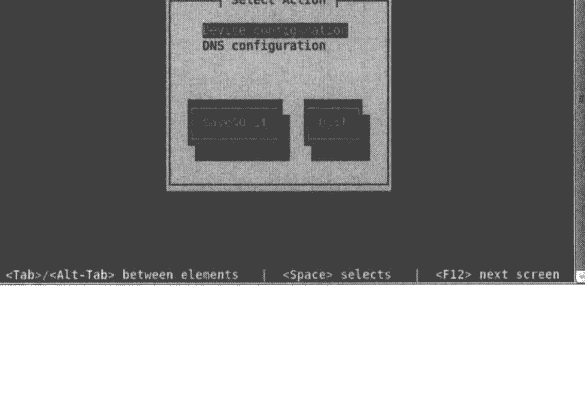 Select Action
Device configuration
DNS configuration
Save&Quit Quit
<Tab>/<Alt-Tab> between elements | <Space> selects | <F12> next screen